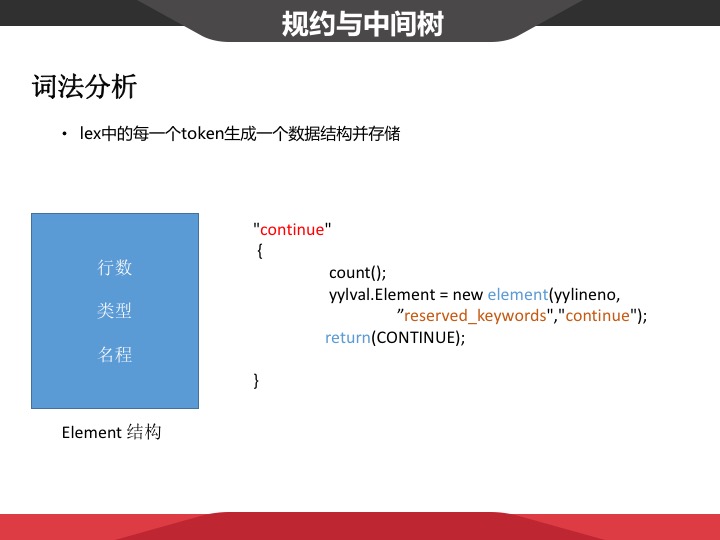 规约与中间树
词法分析
• lex中的每一个token生成一个数据结构并存储
行数
类型
名程
Element 结构
"continue"
{
count();
yylval.Element = new element(yylineno,
”reserved_keywords","continue");
return(CONTINUE);
}